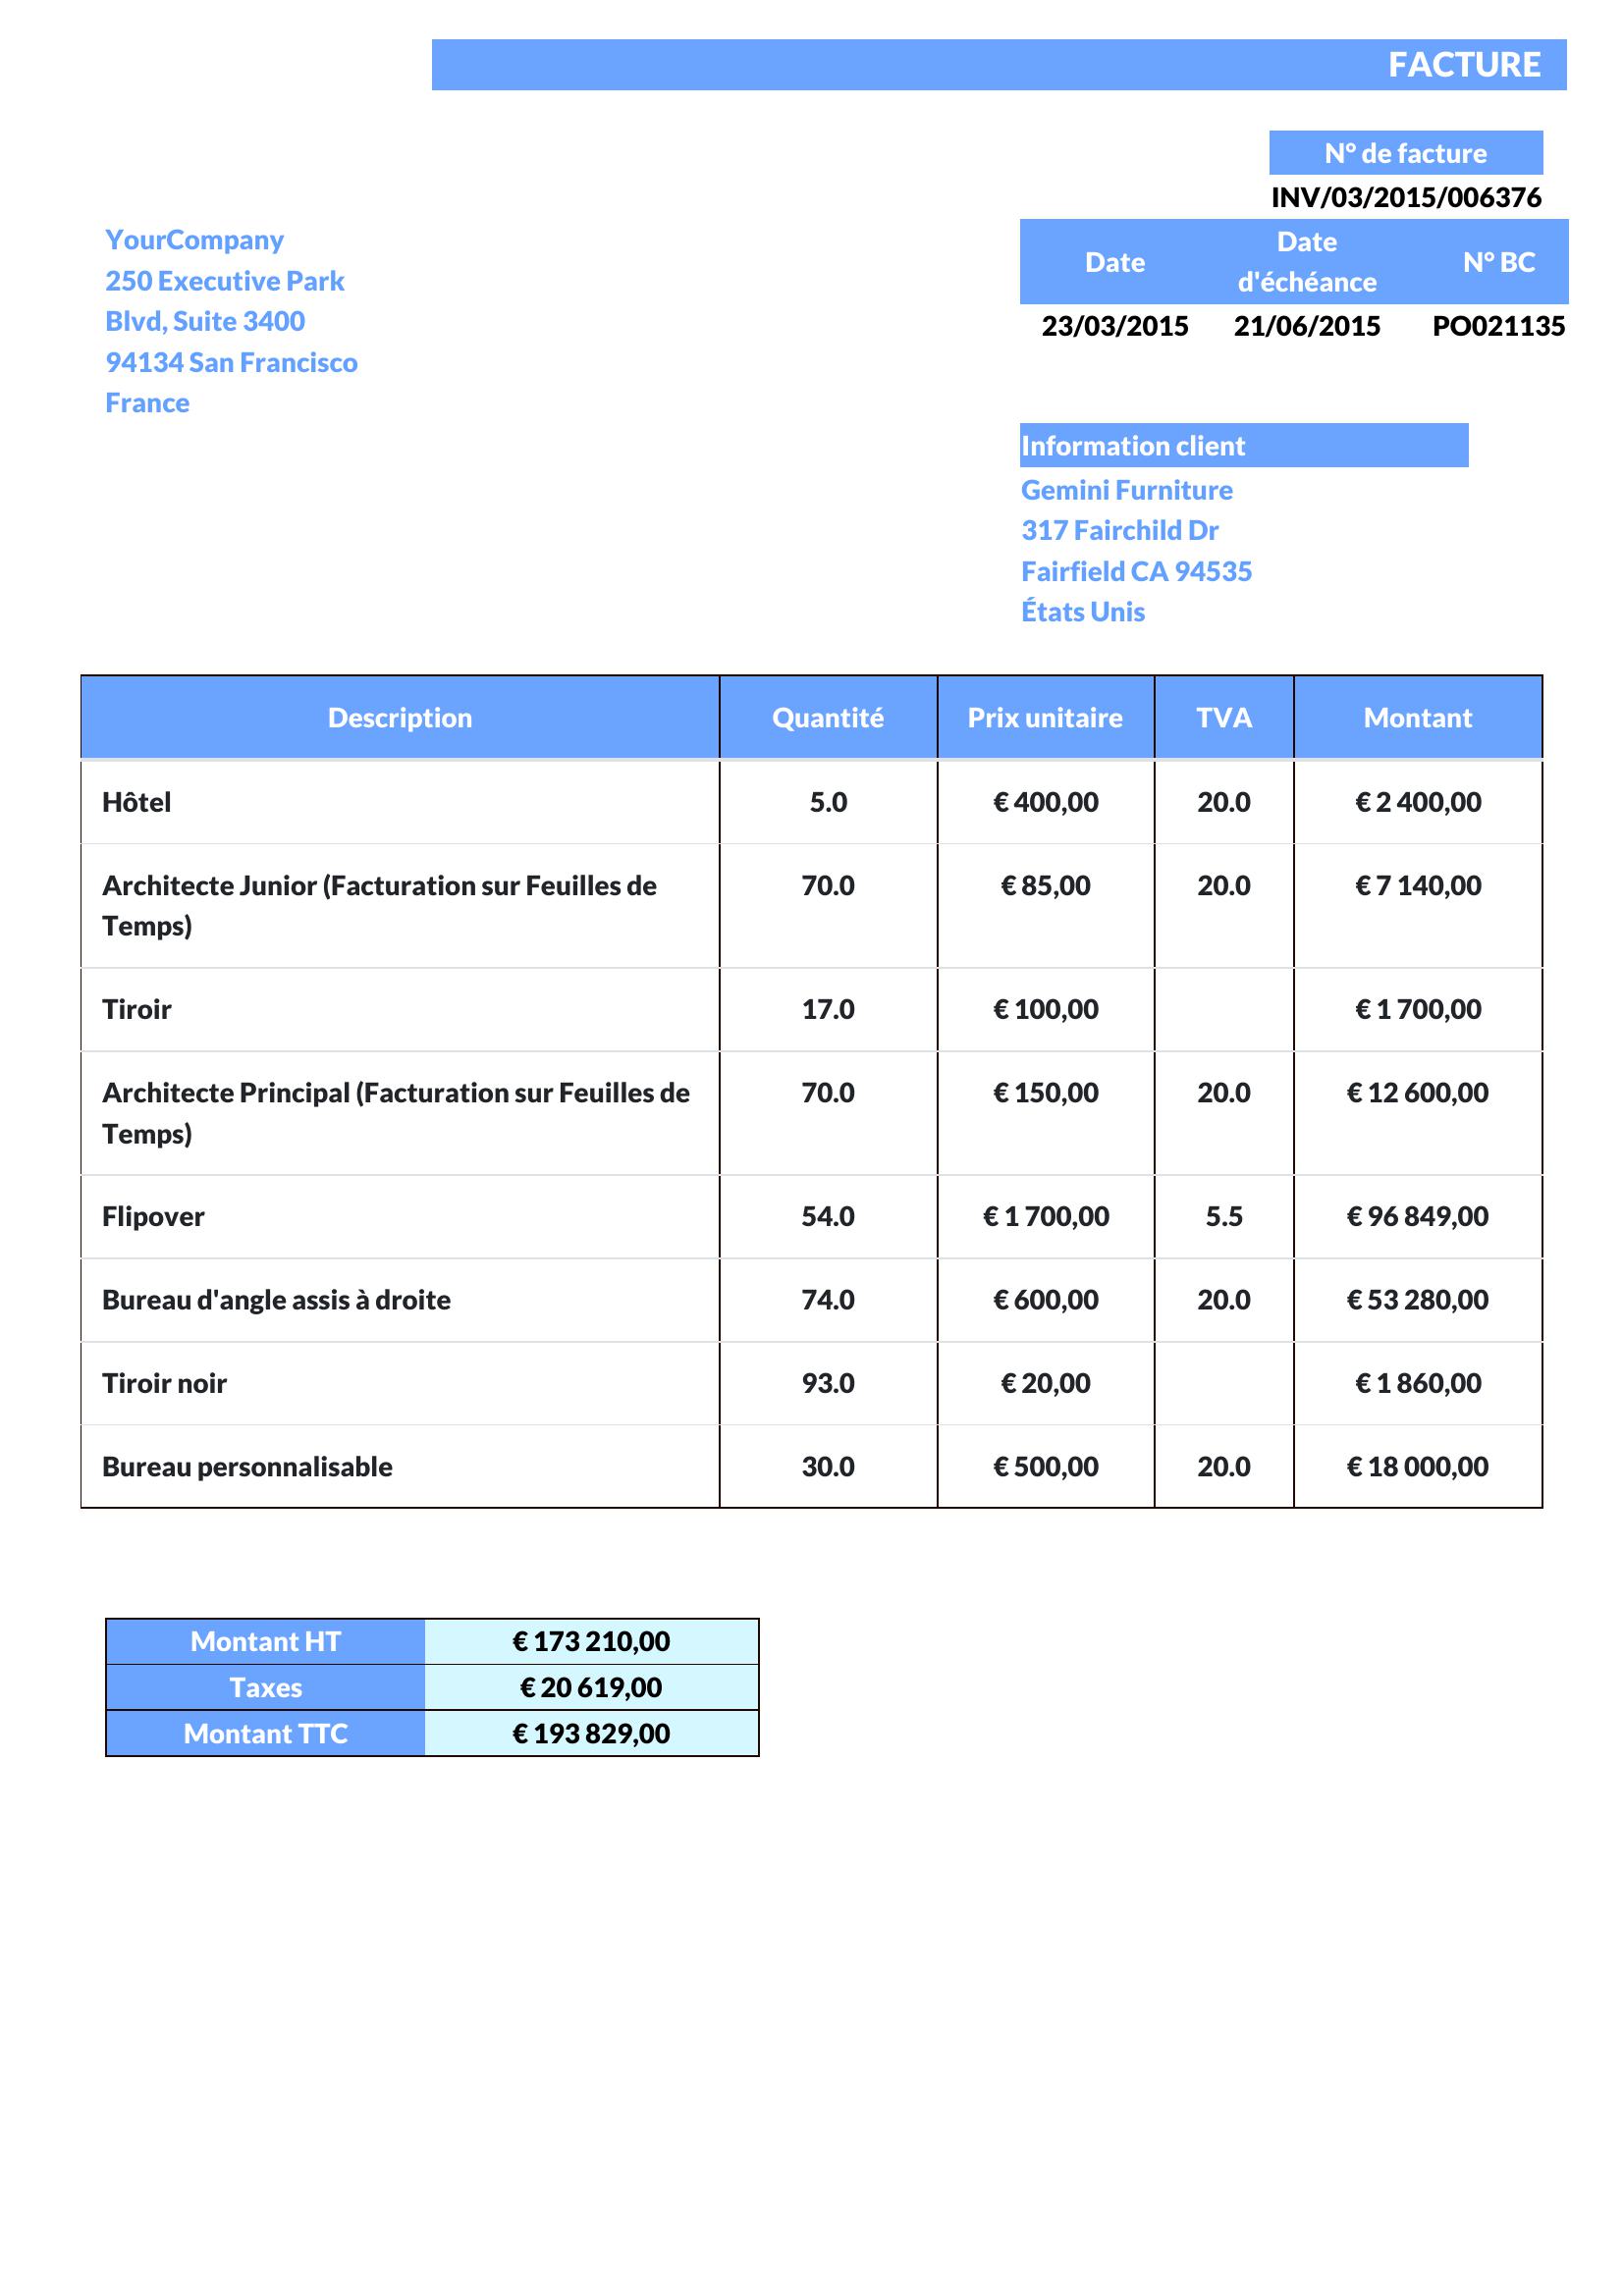 FACTURE
N° de facture
INV/03/2015/006376
YourCompany
250 Executive Park
Blvd, Suite 3400
94134 San Francisco
France
Date Date d'échéance N° BC
23/03/2015 21/06/2015 PO021135
Information client
Gemini Furniture
317 Fairchild Dr
Fairfield CA 94535
États Unis
Description Quantité Prix unitaire TVA Montant
Hôtel 5.0 € 400,00 20.0 € 2 400,00
Architecte Junior (Facturation sur Feuilles de 70.0 € 85,00 20.0 € 7 140,00
Temps)
Tiroir 17.0 € 100,00 € 1 700,00
Architecte Principal (Facturation sur Feuilles de 70.0 € 150,00 20.0 € 12 600,00
Temps)
Flipover 54.0 € 1 700,00 5.5 € 96 849,00
Bureau d'angle assis à droite 74.0 € 600,00 20.0 € 53 280,00
Tiroir noir 93.0 € 20,00 € 1 860,00
Bureau personnalisable 30.0 € 500,00 20.0 € 18 000,00
Montant HT € 173 210,00
Taxes € 20 619,00
Montant TTC € 193 829,00